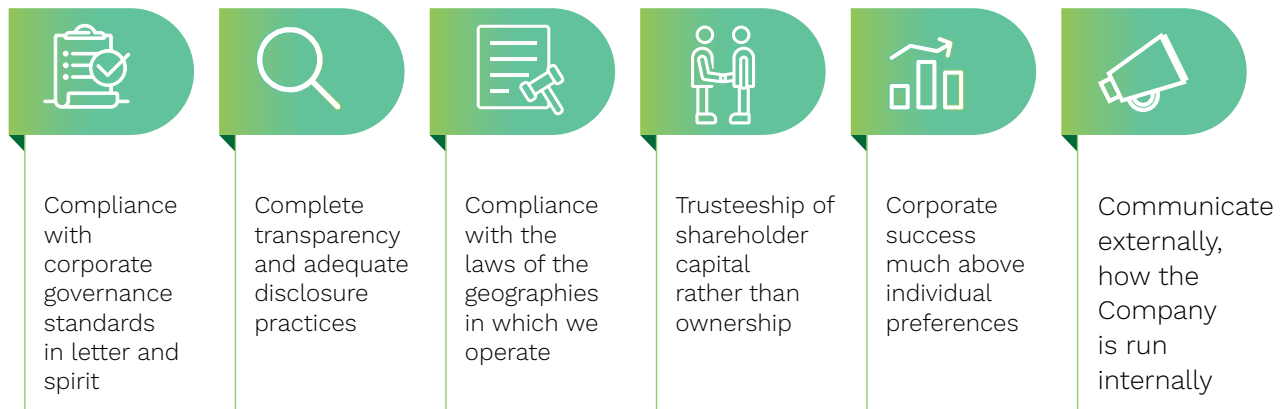 Compliance
with
corporate
governance
standards
in letter and
spirit
Complete
transparency
and adequate
disclosure
practices
Compliance
with the
laws of the
geographies
in which we
operate
Trusteeship of
shareholder
capital
rather than
ownership
Corporate
success
much above
individual
preferences
Communicate
externally,
how the
Company
is run
internally